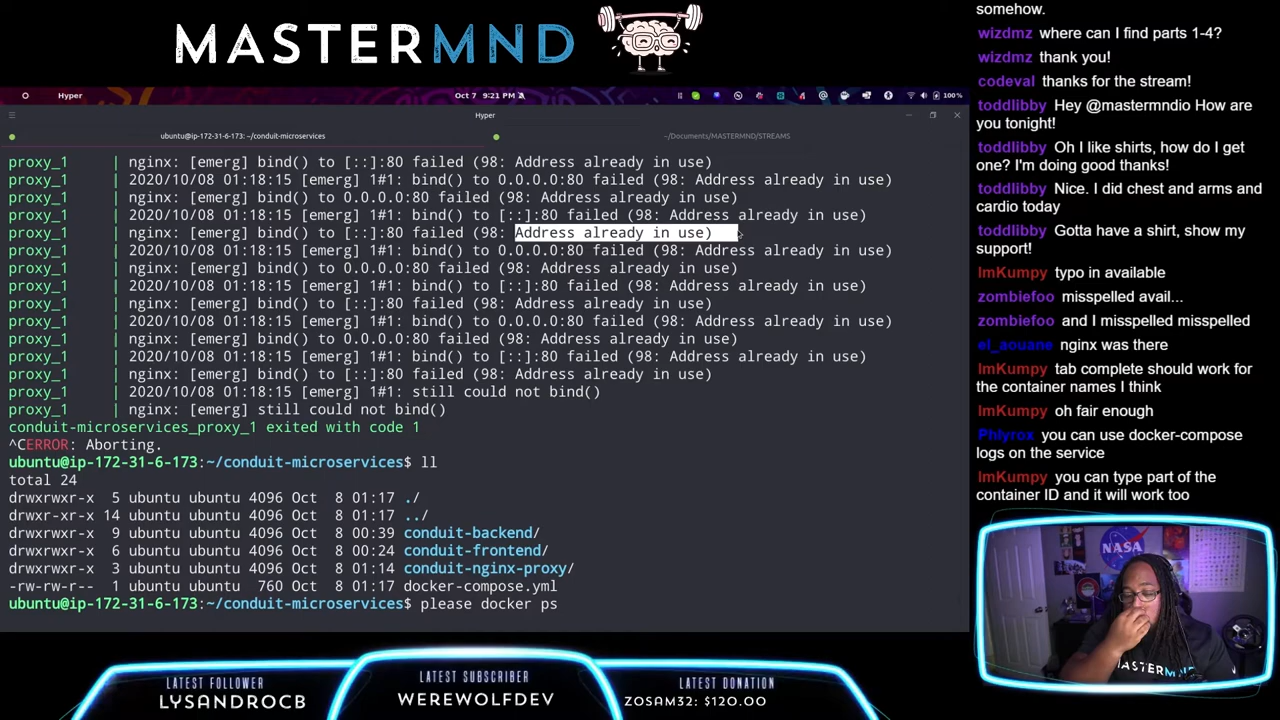 MASTERMND
Hyper
Oct 7 9:21 PM
100%
Hyper
ubuntu@ip-172-31-6-173: ~/conduit-microservices
~/Documents/MASTERMND/STREAMS
proxy_1 | nginx: [emerg] bind() to [::]:80 failed (98: Address already in use)
proxy_1 | 2020/10/08 01:18:15 [emerg] 1#1: bind() to 0.0.0.0:80 failed (98: Address already in use)
proxy_1 | nginx: [emerg] bind() to 0.0.0.0:80 failed (98: Address already in use)
proxy_1 | 2020/10/08 01:18:15 [emerg] 1#1: bind() to [::]:80 failed (98: Address already in use)
proxy_1 | nginx: [emerg] bind() to [::]:80 failed (98: Address already in use)
proxy_1 | 2020/10/08 01:18:15 [emerg] 1#1: bind() to 0.0.0.0:80 failed (98: Address already in use)
proxy_1 | nginx: [emerg] bind() to 0.0.0.0:80 failed (98: Address already in use)
proxy_1 | 2020/10/08 01:18:15 [emerg] 1#1: bind() to [::]:80 failed (98: Address already in use)
proxy_1 | nginx: [emerg] bind() to [::]:80 failed (98: Address already in use)
proxy_1 | 2020/10/08 01:18:15 [emerg] 1#1: bind() to 0.0.0.0:80 failed (98: Address already in use)
proxy_1 | nginx: [emerg] bind() to 0.0.0.0:80 failed (98: Address already in use)
proxy_1 | 2020/10/08 01:18:15 [emerg] 1#1: bind() to [::]:80 failed (98: Address already in use)
proxy_1 | nginx: [emerg] bind() to [::]:80 failed (98: Address already in use)
proxy_1 | 2020/10/08 01:18:15 [emerg] 1#1: still could not bind()
proxy_1 | nginx: [emerg] still could not bind()
conduit-microservices_proxy_1 exited with code 1
^CERROR: Aborting.
ubuntu@ip-172-31-6-173:~/conduit-microservices$ ll
total 24
drwxrwxr-x 5 ubuntu ubuntu 4096 Oct 8 01:17 ./
drwxr-xr-x 14 ubuntu ubuntu 4096 Oct 8 01:17 ../
drwxrwxr-x 9 ubuntu ubuntu 4096 Oct 8 00:39 conduit-backend/
drwxrwxr-x 6 ubuntu ubuntu 4096 Oct 8 00:24 conduit-frontend/
drwxrwxr-x 3 ubuntu ubuntu 4096 Oct 8 01:14 conduit-nginx-proxy/
-rw-rw-r-- 1 ubuntu ubuntu 760 Oct 8 01:17 docker-compose.yml
ubuntu@ip-172-31-6-173:~/conduit-microservices$ please docker ps
somehow.
wizdmz where can I find parts 1-4?
wizdmz thank you!
codeval thanks for the stream!
toddlibby Hey @mastermndio How are
you tonight!
toddlibby Oh I like shirts, how do I get
one? I'm doing good thanks!
toddlibby Nice. I did chest and arms and
cardio today
toddlibby Gotta have a shirt, show my
support!
ImKumpy typo in available
zombiefoo misspelled avail...
zombiefoo and I misspelled misspelled
el_aouane nginx was there
ImKumpy tab complete should work for
the container names I think
ImKumpy oh fair enough
Phlyrox you can use docker-compose
logs on the service
ImKumpy you can type part of the
container ID and it will work too
NASA
MASTERMND
LATEST FOLLOWER
LYSANDROCB
LATEST SUBSCRIBER
WEREWOLFDEV
LATEST DONATION
ZOSAM32: $120.00